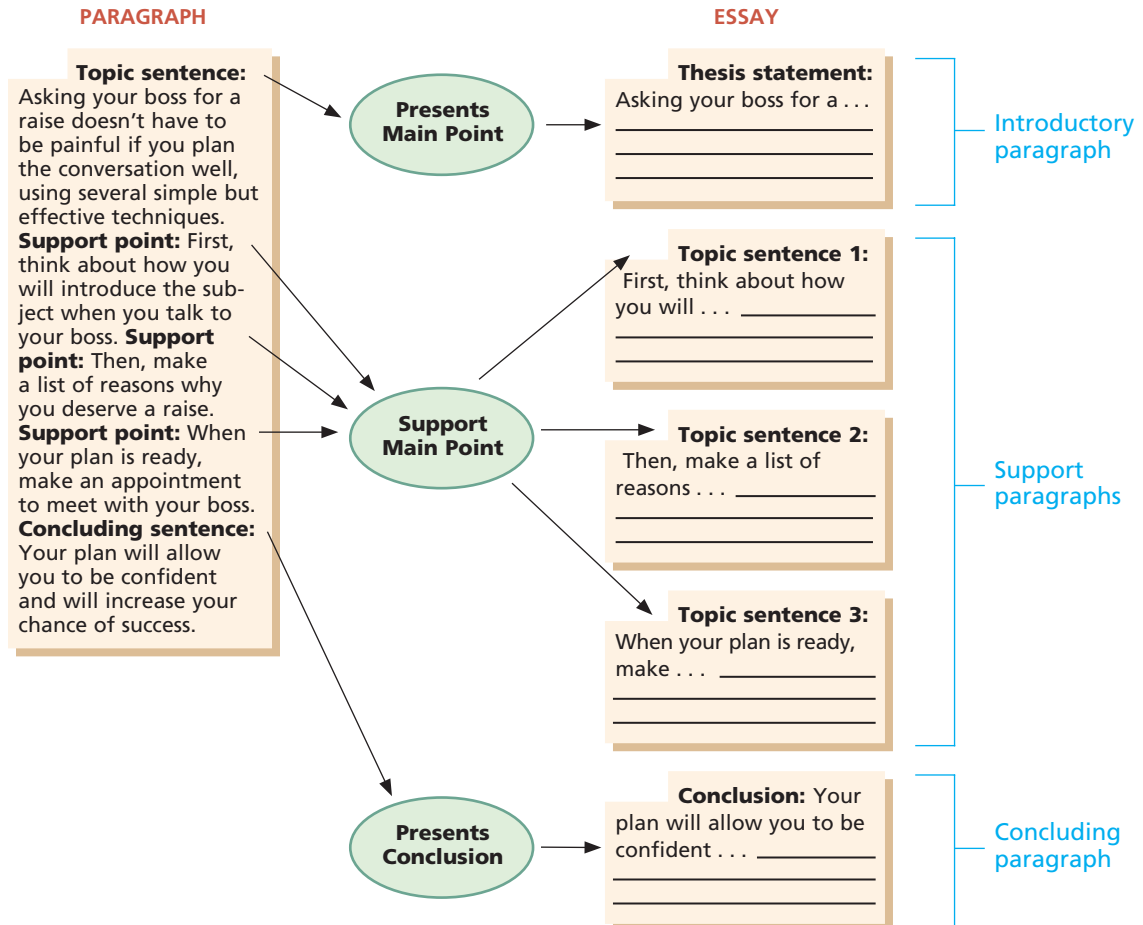 PARAGRAPH
Topic sentence:
Asking your boss for a
raise doesn't have to
be painful if you plan
the conversation well,
using several simple but
effective techniques.
Support point: First,
think about how you
will introduce the sub-
ject when you talk to
your boss. Support
point: Then, make
a list of reasons why
you deserve a raise.
Support point: When
your plan is ready,
make an appointment
to meet with your boss.
Concluding sentence:
Your plan will allow
you to be confident
and will increase your
chance of success.
Presents
Main Point
Support
Main Point
Presents
Conclusion
ESSAY
Thesis statement:
Asking your boss for a . . .
Topic sentence 1:
First, think about how
you will . . .
Topic sentence 2:
Then, make a list of
reasons . . .
Topic sentence 3:
When your plan is ready,
make . . .
Conclusion: Your
plan will allow you to be
confident . . .
Introductory
paragraph
Support
paragraphs
Concluding
paragraph